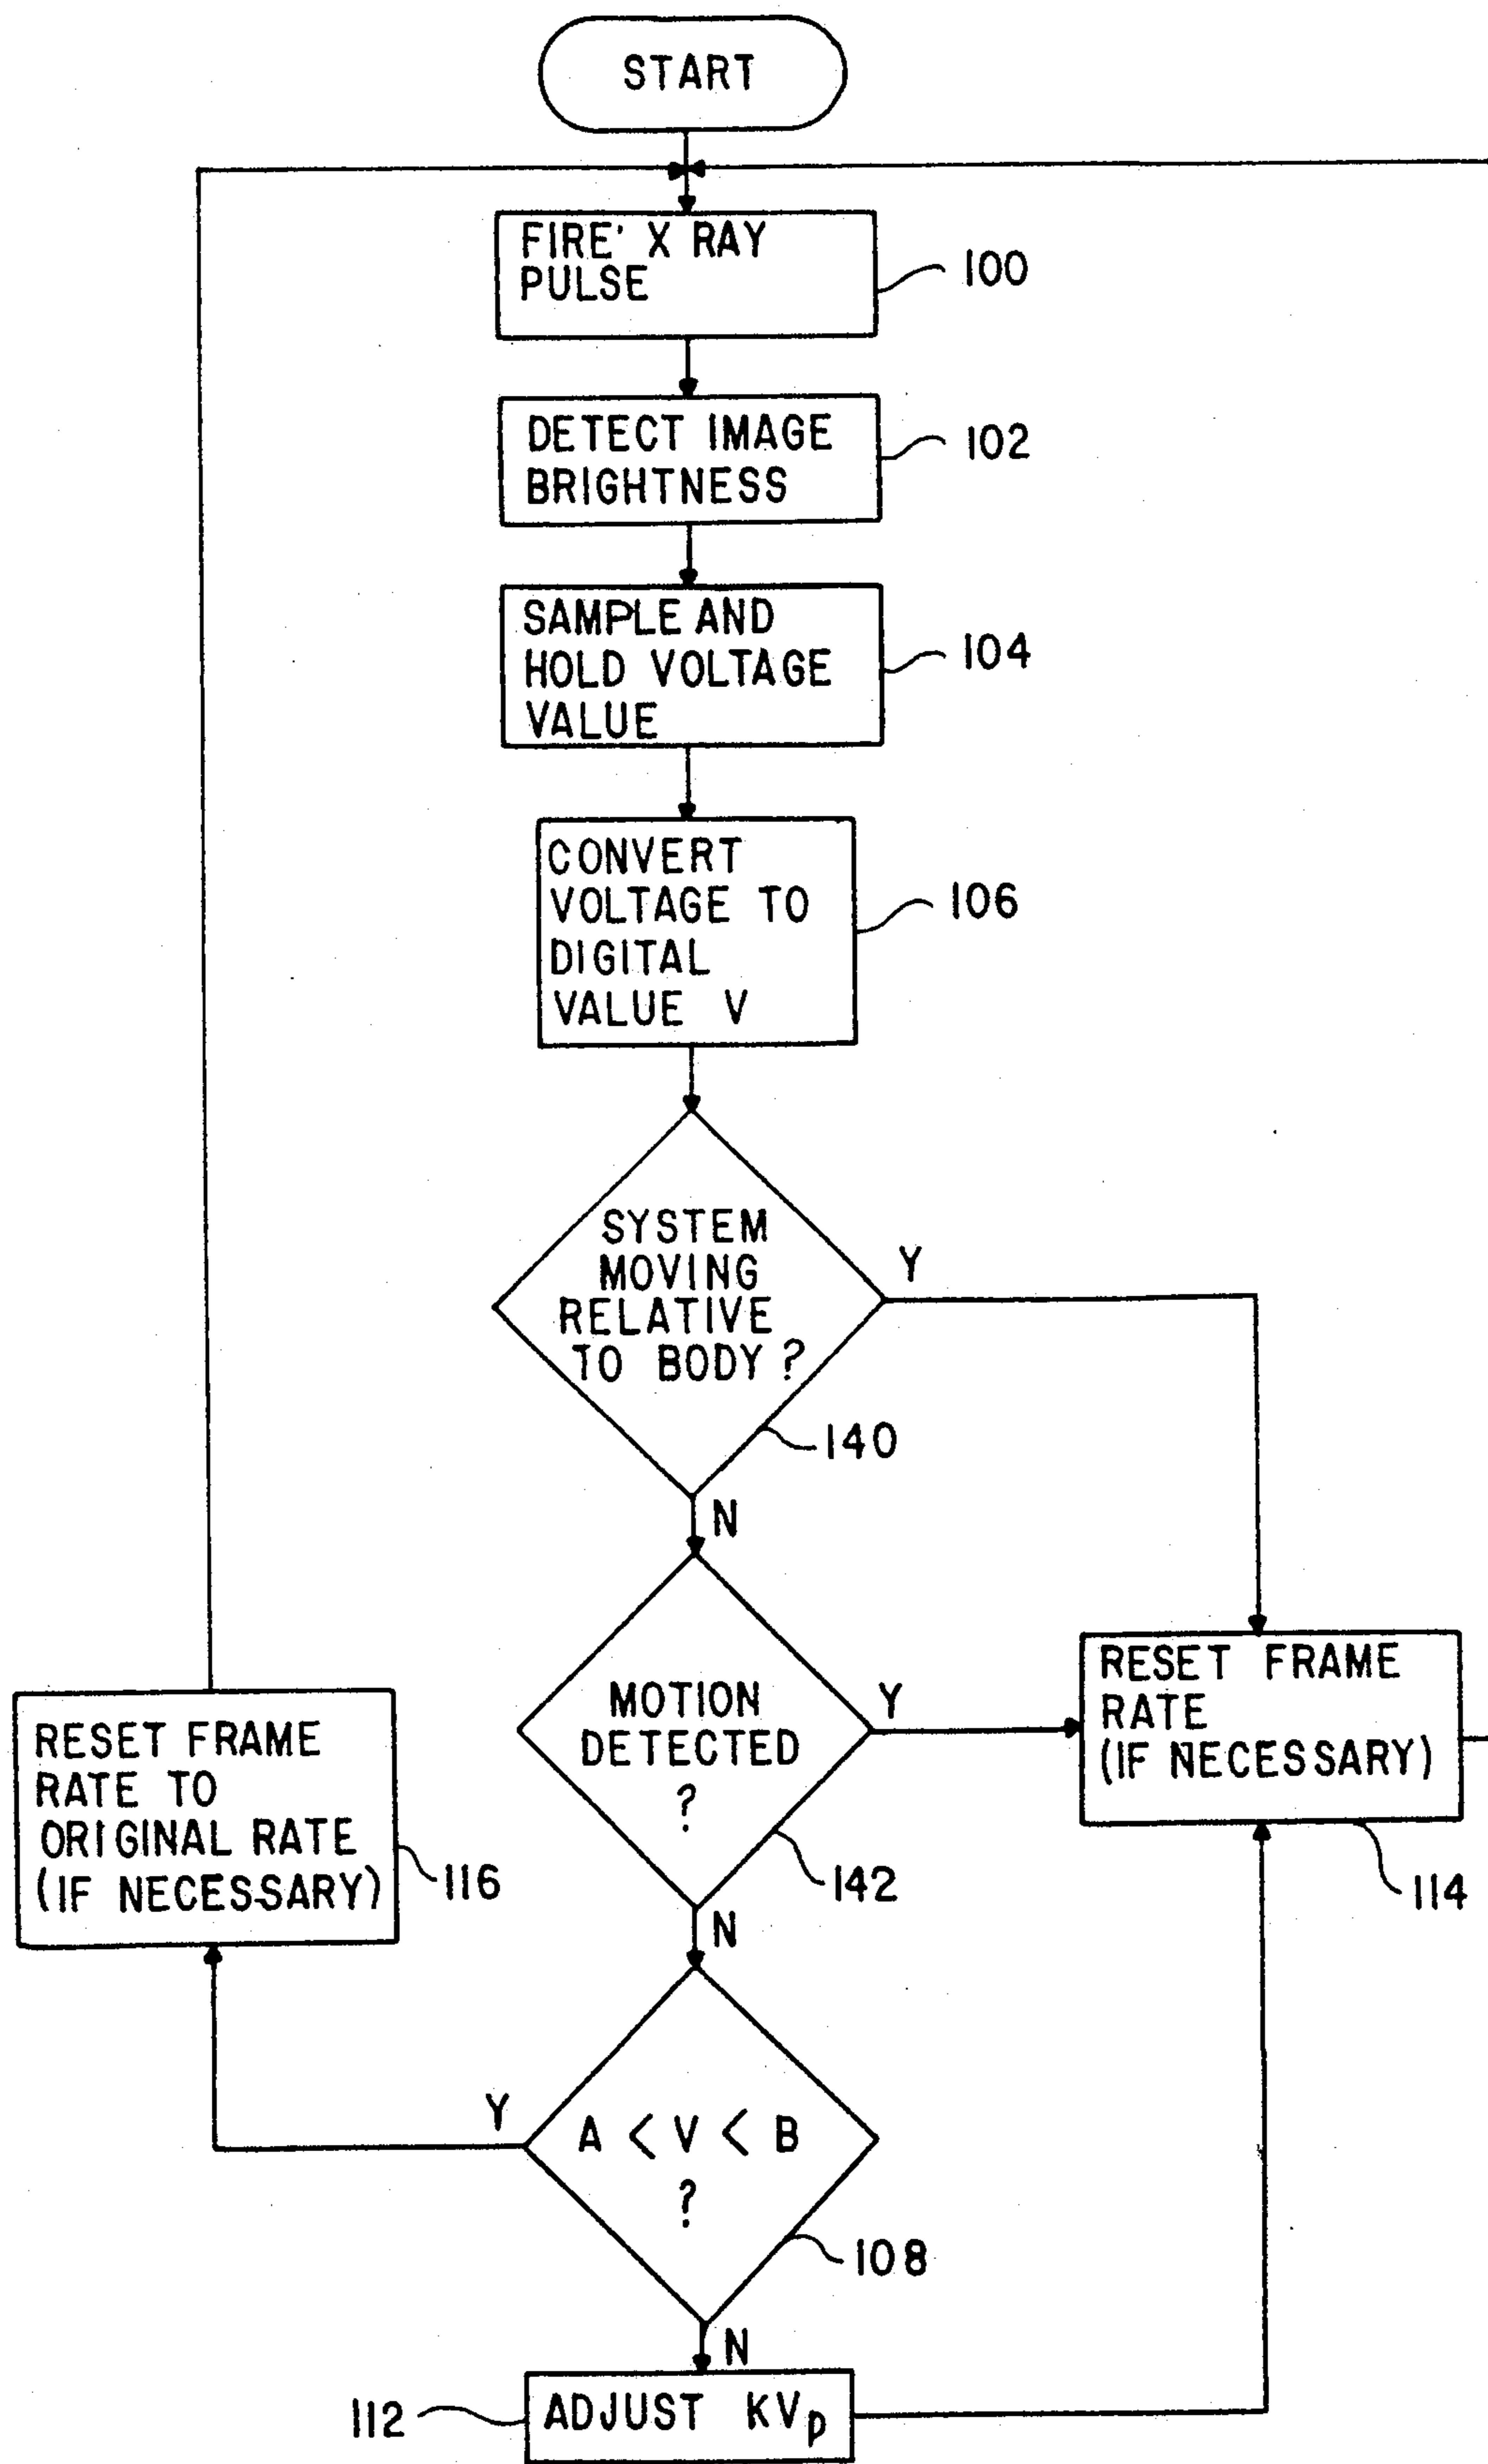 START
FIRE' X RAY
PULSE
100
DETECT IMAGE
BRIGHTNESS
102
SAMPLE AND
HOLD VOLTAGE
VALUE
104
CONVERT
VOLTAGE TO
DIGITAL
VALUE V
106
SYSTEM
MOVING
RELATIVE
TO BODY ?
Y
140
N
MOTION
DETECTED
?
Y
142
N
RESET FRAME
RATE
(IF NECESSARY)
114
RESET FRAME
RATE TO
ORIGINAL RATE
(IF NECESSARY)
116
Y
A < V < B
?
108
N
112
ADJUST KVp